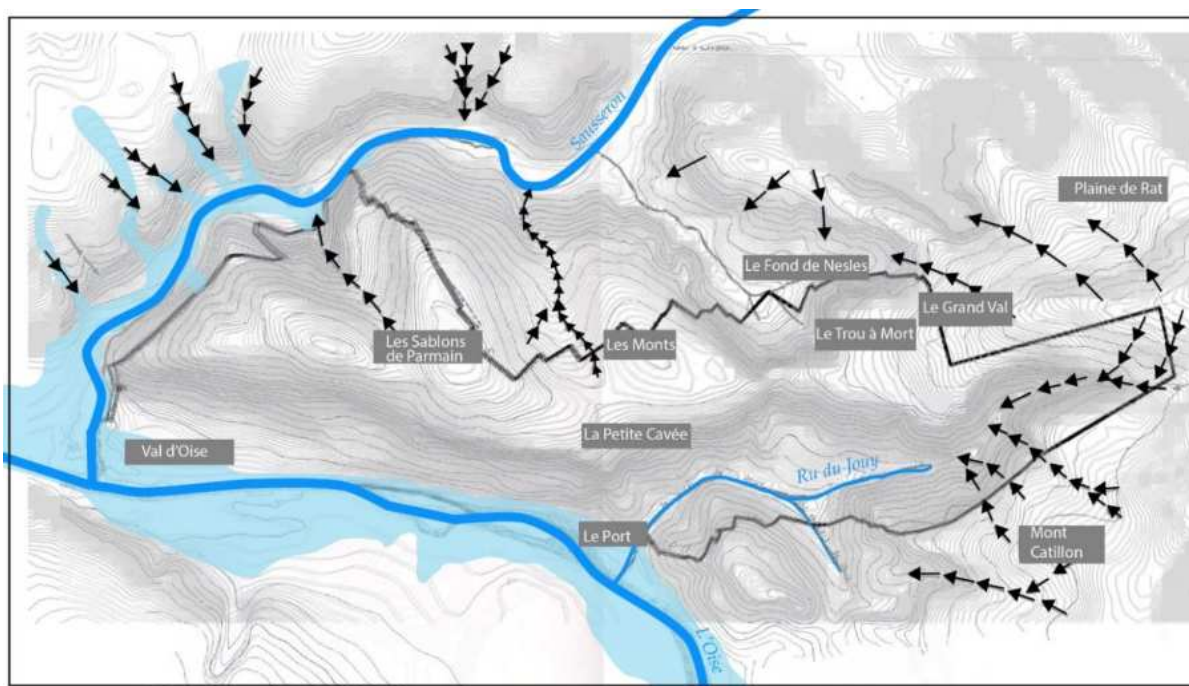 Sausseron
Plaine de Rat
Le Fond de Nesles
Le Grand Val
Les Sablons
de Parmain
Les Monts
Le Trou à Mort
La Petite Cavée
Val d'Oise
Ru du Jouy
Le Port
Mont
Catillon
L'Oise